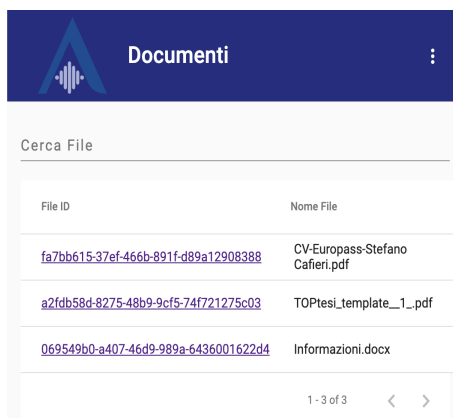 Documenti
Cerca File
File ID Nome File
fa7bb615-37ef-466b-891f-d89a12908388 CV-Europass-Stefano Cafieri.pdf
a2fdb58d-8275-48b9-9cf5-74f721275c03 TOPtesi_template__1_.pdf
069549b0-a407-46d9-989a-6436001622d4 Informazioni.docx
1 - 3 of 3